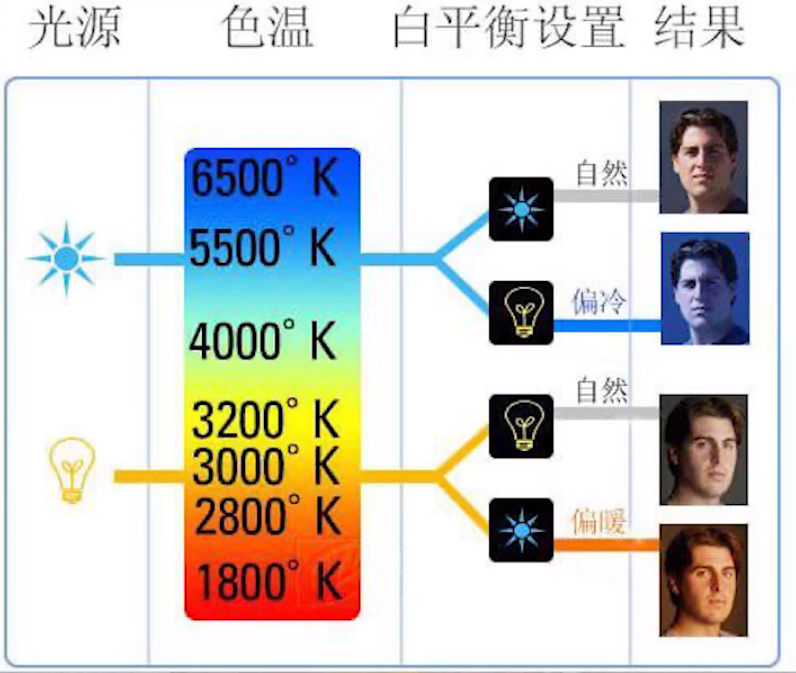 光源 色温 白平衡设置 结果
6500° K
5500° K
4000° K
3200° K
3000° K
2800° K
1800° K
自然
偏冷
自然
偏暖